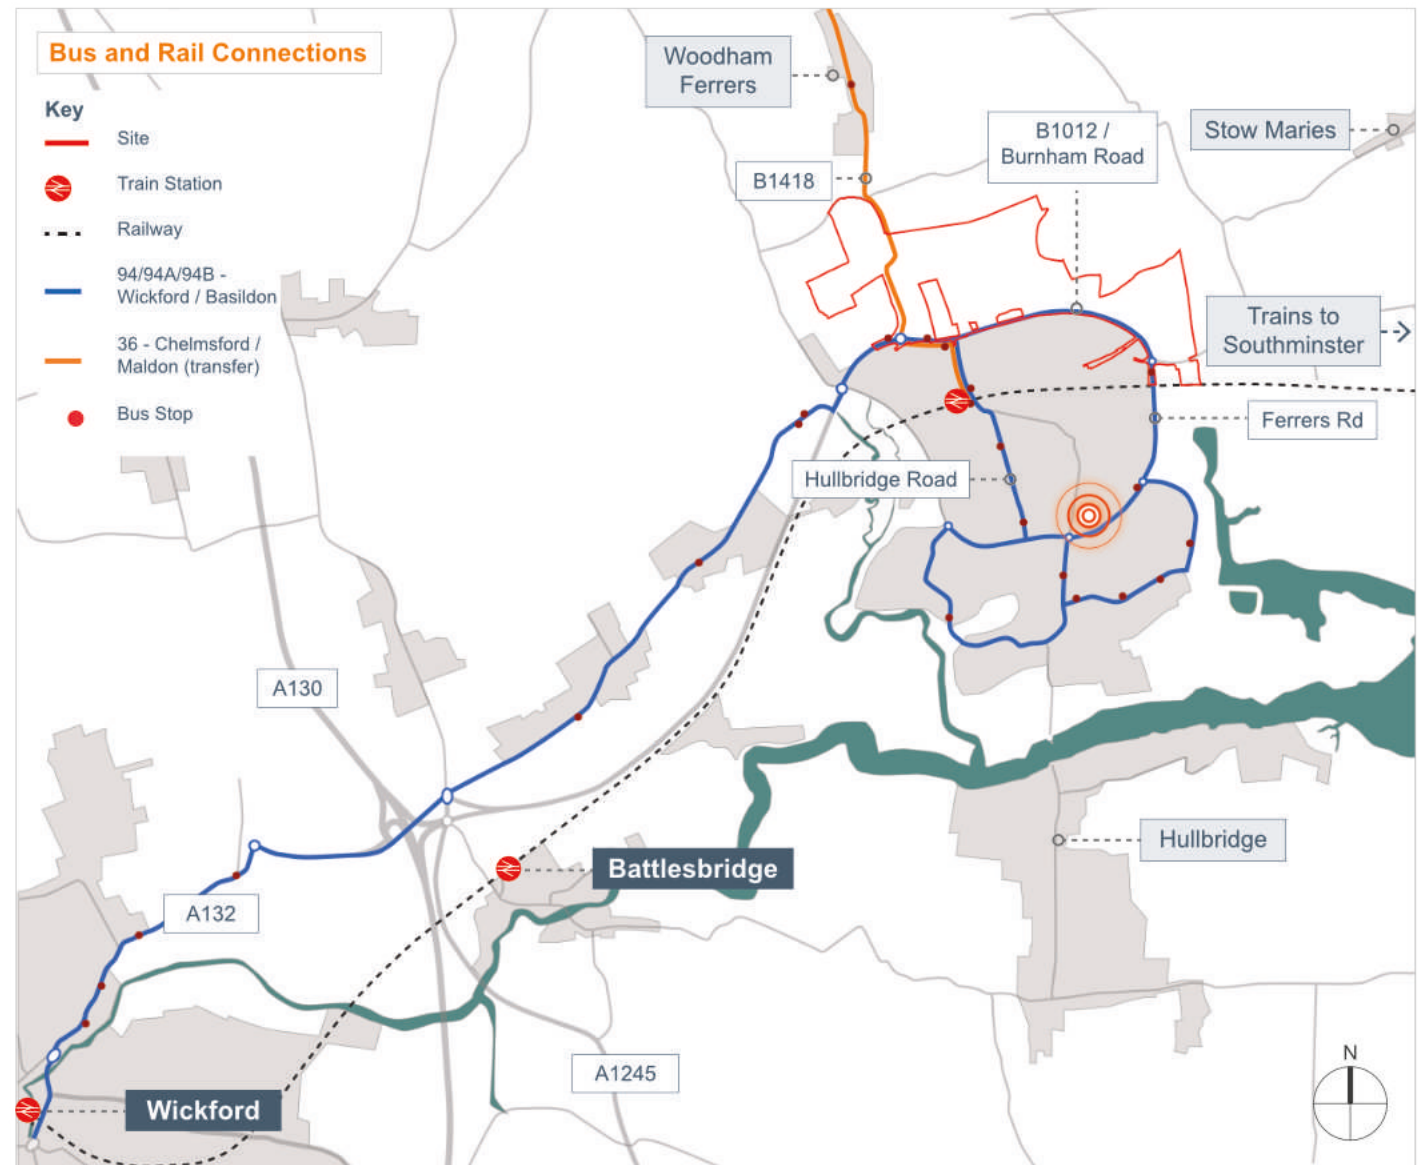 Bus and Rail Connections
Key
Site
Train Station
Railway
94/94A/94B -
Wickford / Basildon
36 - Chelmsford /
Maldon (transfer)
Bus Stop
Woodham
Ferrers
B1418
B1012 /
Burnham Road
Stow Maries
Trains to
Southminster
Ferrers Rd
Hullbridge Road
A130
A132
Battlesbridge
Hullbridge
A1245
Wickford
N